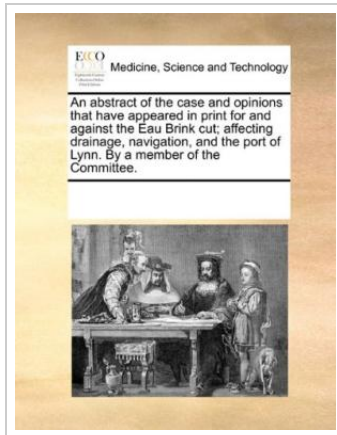 ECCO
Medicine, Science and Technology
An abstract of the case and opinions
that have appeared in print for and
against the Eau Brink cut; affecting
drainage, navigation, and the port of
Lynn. By a member of the
Committee.